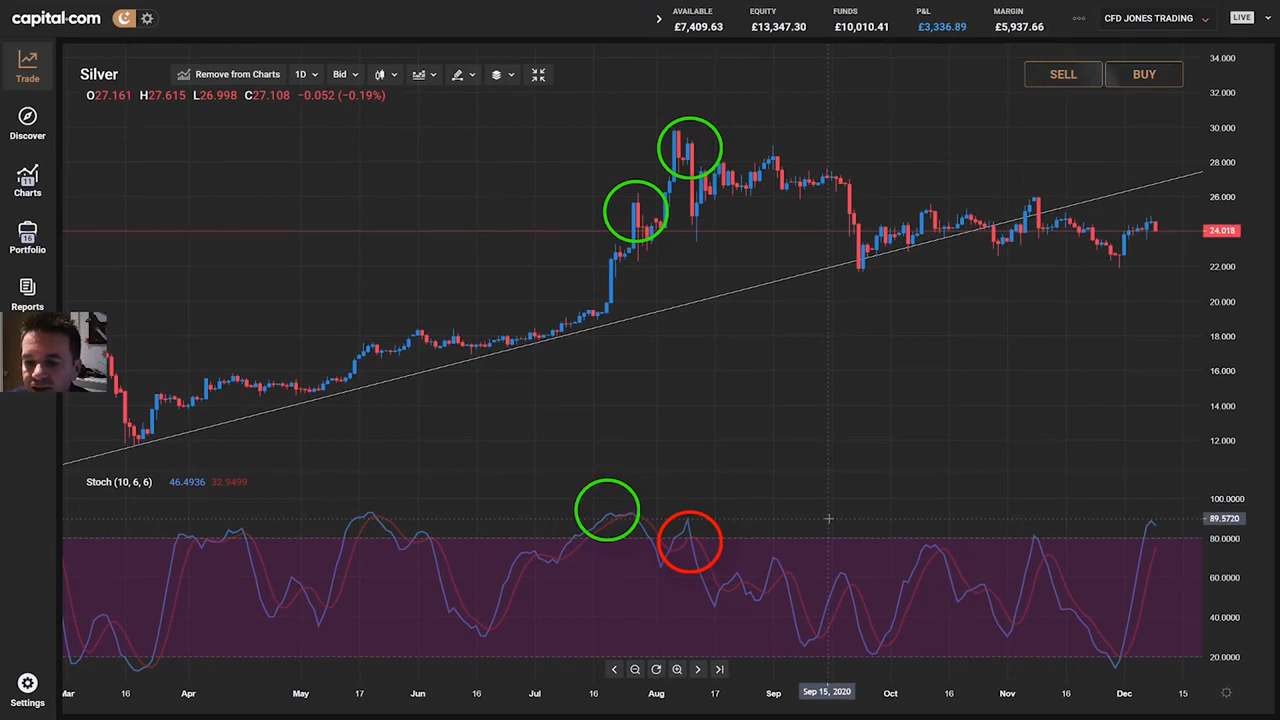 capital·com
AVAILABLE EQUITY FUNDS P&L MARGIN
£7,409.63 £13,347.30 £10,010.41 £3,336.89 £5,937.66
CFD JONES TRADING
LIVE
Trade
Discover
11
Charts
16
Portfolio
Reports
Settings
Silver
Remove from Charts 1D Bid
O27.161 H27.615 L26.998 C27.108 −0.052 (−0.19%)
SELL BUY
34.000
32.000
30.000
28.000
26.000
24.018
22.000
20.000
18.000
16.000
14.000
12.000
Stoch (10, 6, 6) 46.4936 32.9499
100.0000
89.5720
80.0000
60.0000
40.0000
20.0000
Mar 16 Apr May Jun 16 Jul 16 Aug 17 Sep Sep 15, 2020 Oct 16 Nov 16 Dec 15